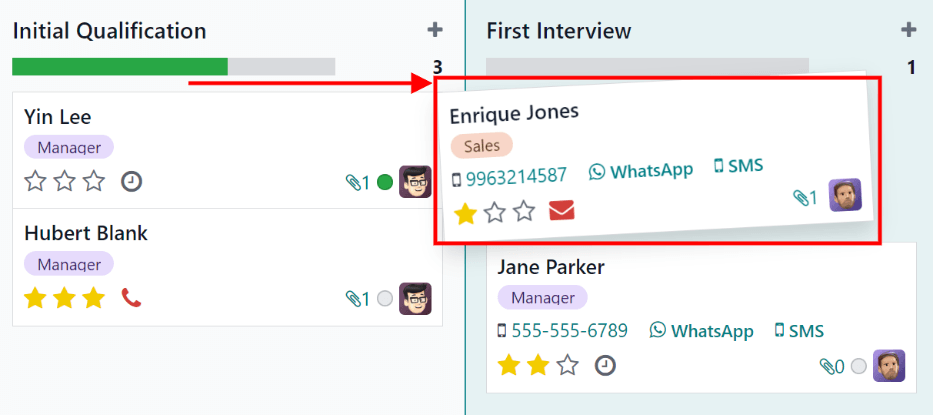 Initial Qualification
3
Yin Lee
Manager
1
Hubert Blank
Manager
1
First Interview
1
Enrique Jones
Sales
9963214587 WhatsApp SMS
1
Jane Parker
Manager
555-555-6789 WhatsApp SMS
0